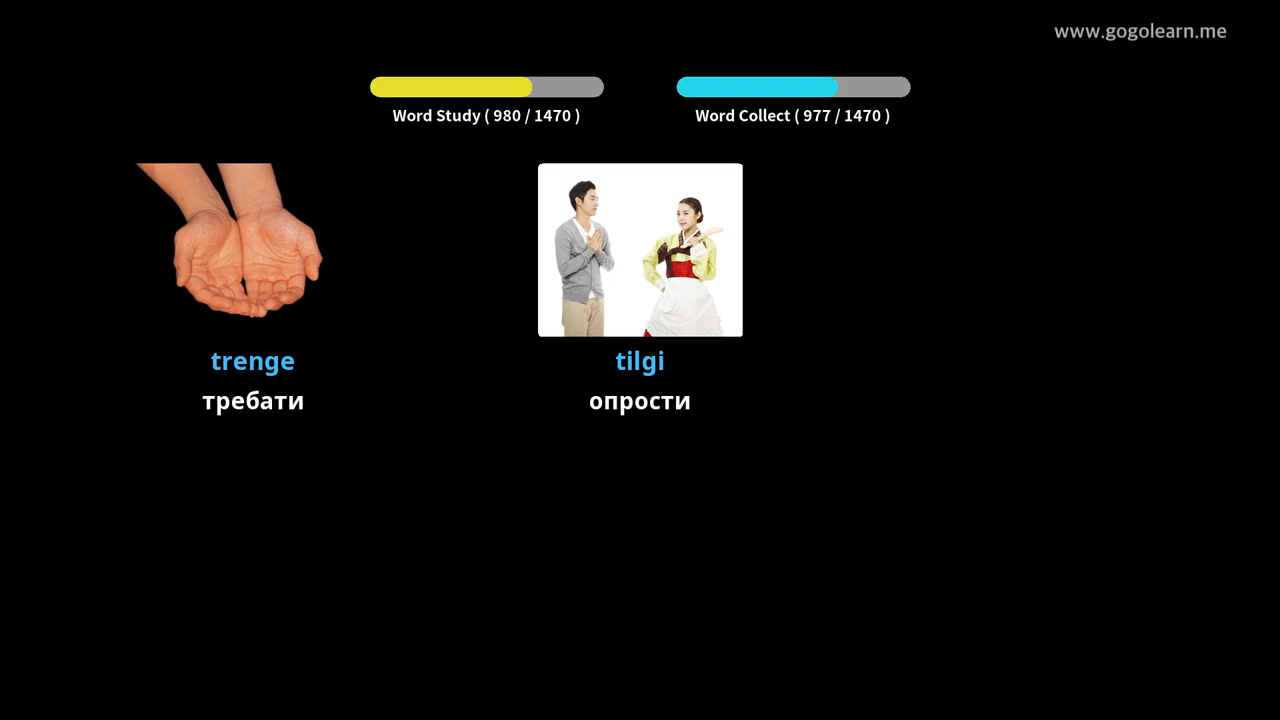 www.gogolearn.me
Word Study ( 980 / 1470 )
Word Collect ( 977 / 1470 )
trenge
требати
tilgi
опрости